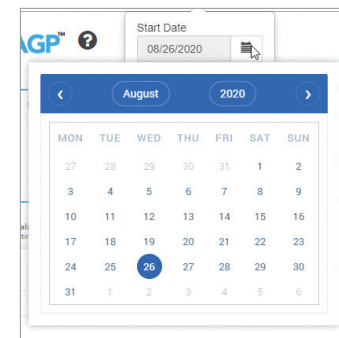 AGP™ ? Start Date
08/26/2020
August 2020
MON TUE WED THU FRI SAT SUN
27 28 29 30 31 1 2
3 4 5 6 7 8 9
10 11 12 13 14 15 16
17 18 19 20 21 22 23
24 25 26 27 28 29 30
31 1 2 3 4 5 6